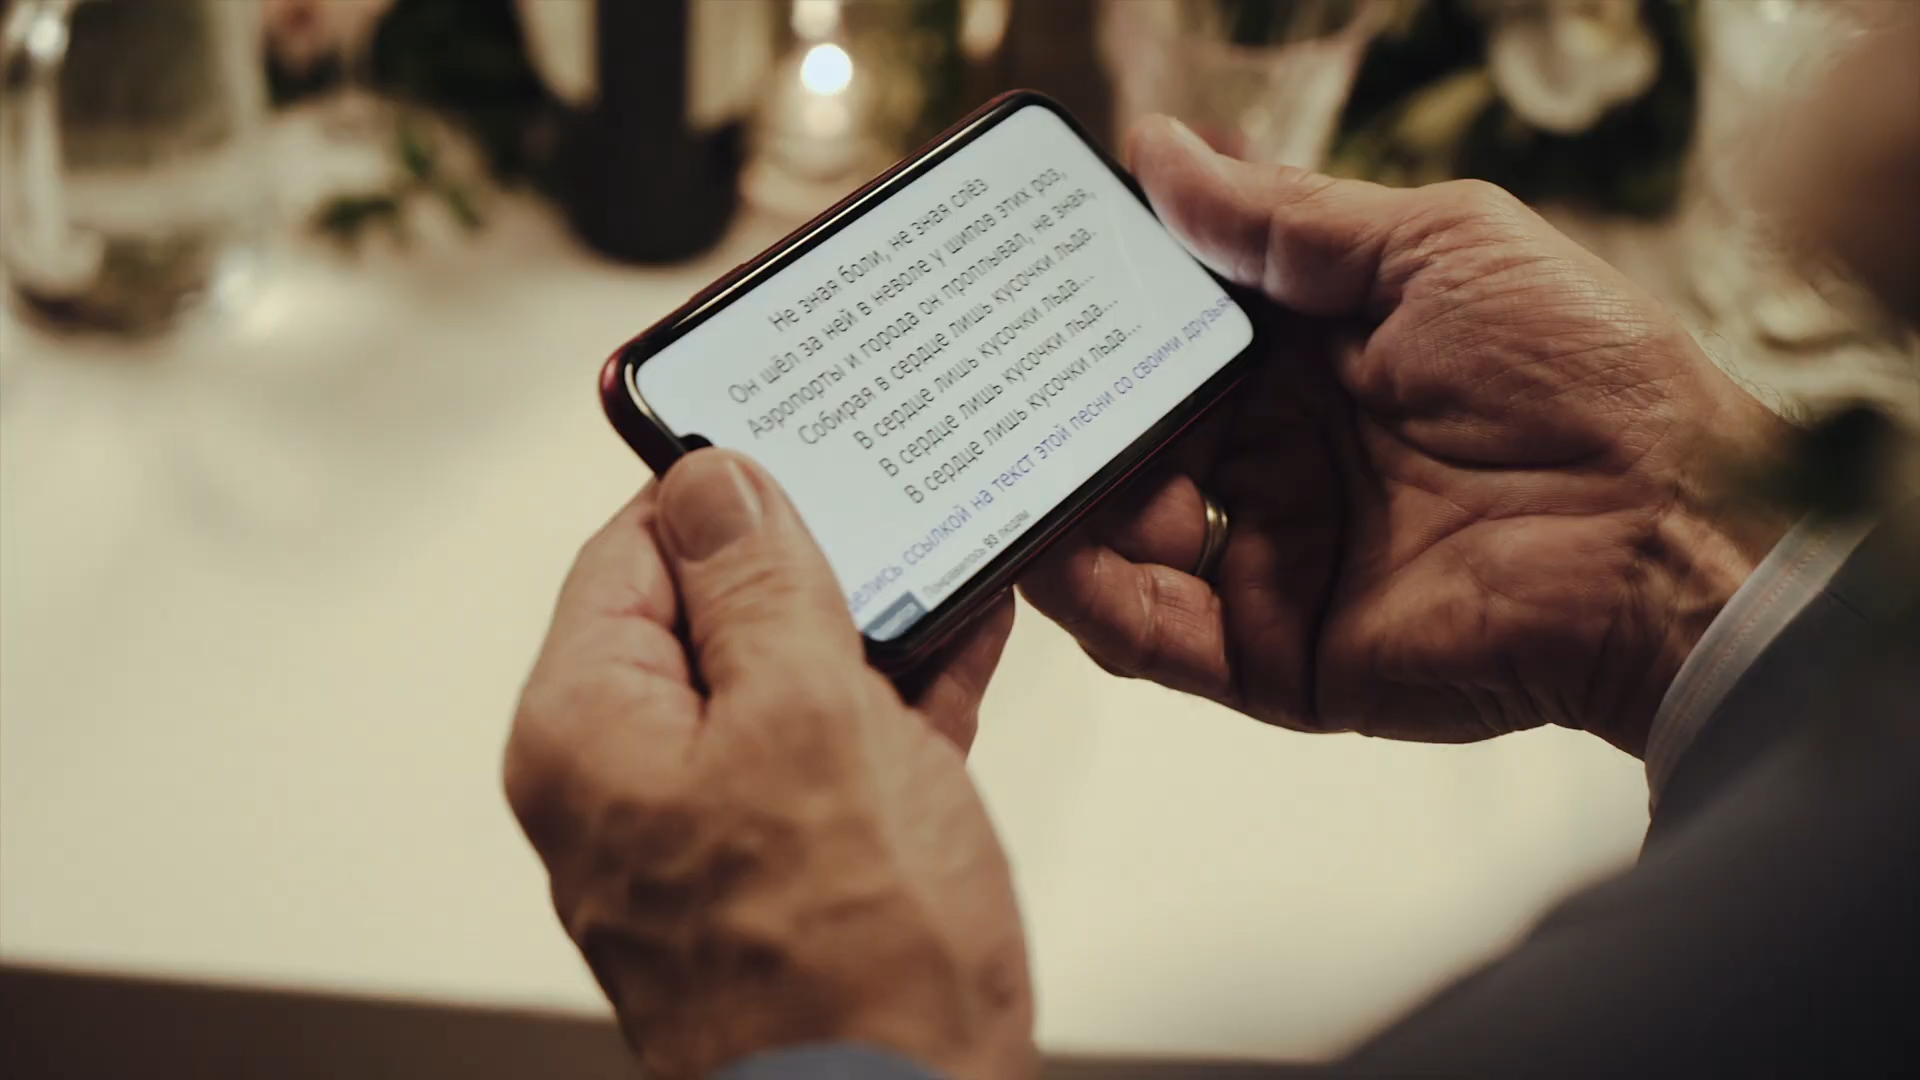 Не зная боли, не зная слёз
Он шёл за ней в неволе у шипов этих роз,
Аэропорты и города он проплывал, не зная,
Собирая в сердце лишь кусочки льда.
В сердце лишь кусочки льда...
В сердце лишь кусочки льда...
В сердце лишь кусочки льда...
ссылкой на текст этой песни со своими друзьям
Понравилось 93 людям